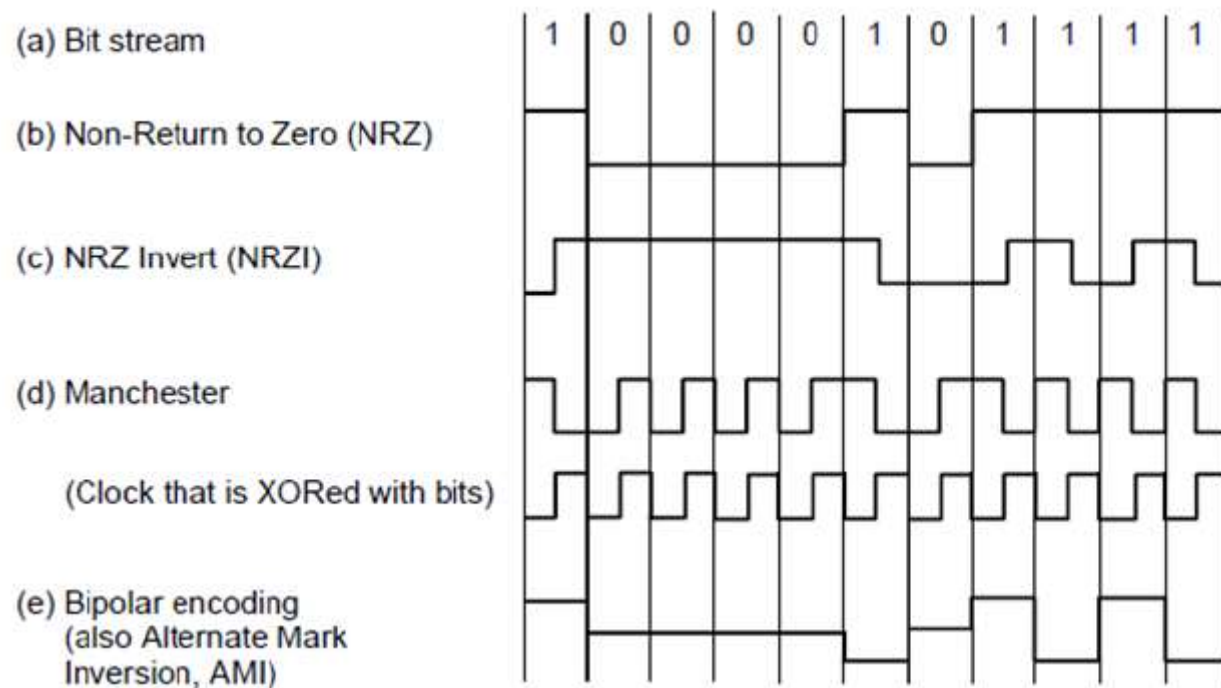 (a) Bit stream 1 0 0 0 0 1 0 1 1 1 1
(b) Non-Return to Zero (NRZ)
(c) NRZ Invert (NRZI)
(d) Manchester
(Clock that is XORed with bits)
(e) Bipolar encoding
(also Alternate Mark
Inversion, AMI)